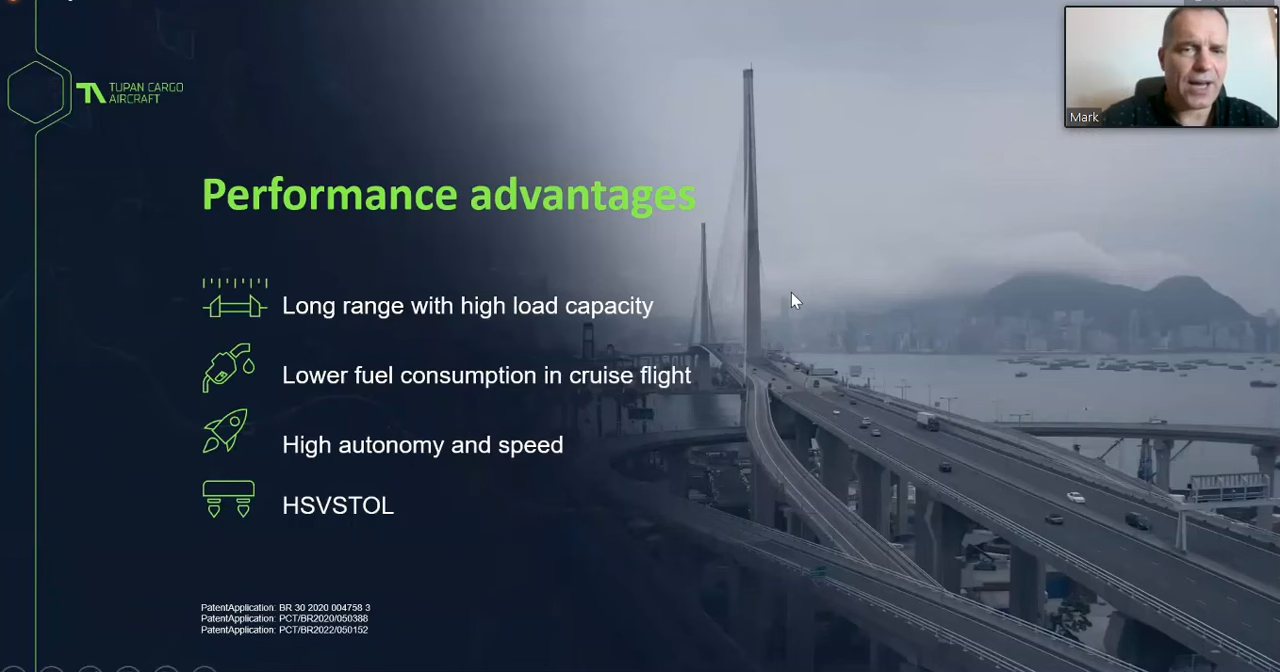 TUPAN CARGO
AIRCRAFT
Mark
Performance advantages
Long range with high load capacity
Lower fuel consumption in cruise flight
High autonomy and speed
HSVSTOL
PatentApplication: BR 30 2020 004758 3
PatentApplication: PCT/BR2020/050388
PatentApplication: PCT/BR2022/050152